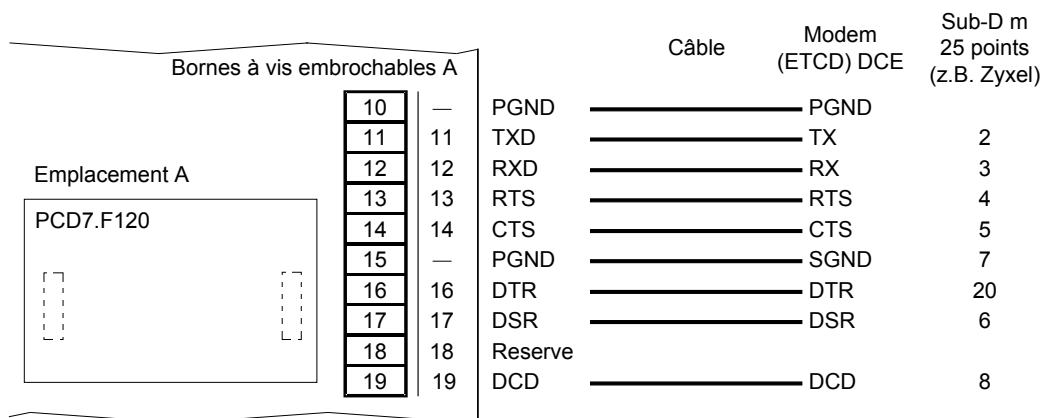 Câble Modem (ETCD) DCE Sub-D m 25 points (z.B. Zyxel)
Bornes à vis embrochables A
10 — PGND PGND
11 11 TXD TX 2
12 12 RXD RX 3
Emplacement A
13 13 RTS RTS 4
PCD7.F120
14 14 CTS CTS 5
15 — PGND SGND 7
16 16 DTR DTR 20
17 17 DSR DSR 6
18 18 Reserve
19 19 DCD DCD 8